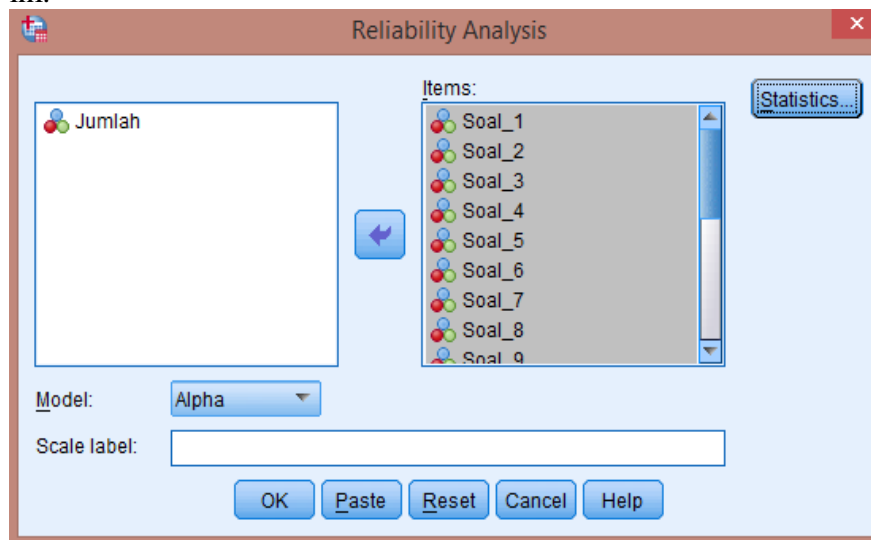 Reliability Analysis
Items:
Statistics...
Jumlah
Soal_1
Soal_2
Soal_3
Soal_4
Soal_5
Soal_6
Soal_7
Soal_8
Soal_9
Model:
Alpha
Scale label:
OK Paste Reset Cancel Help